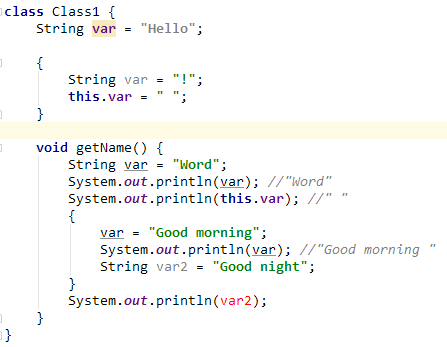 class Class1 {
    String var = "Hello";

    {
        String var = "!";
        this.var = " ";
    }

    void getName() {
        String var = "Word";
        System.out.println(var); //"Word"
        System.out.println(this.var); //" "
        {
            var = "Good morning";
            System.out.println(var); //"Good morning "
            String var2 = "Good night";
        }
        System.out.println(var2);
    }
}